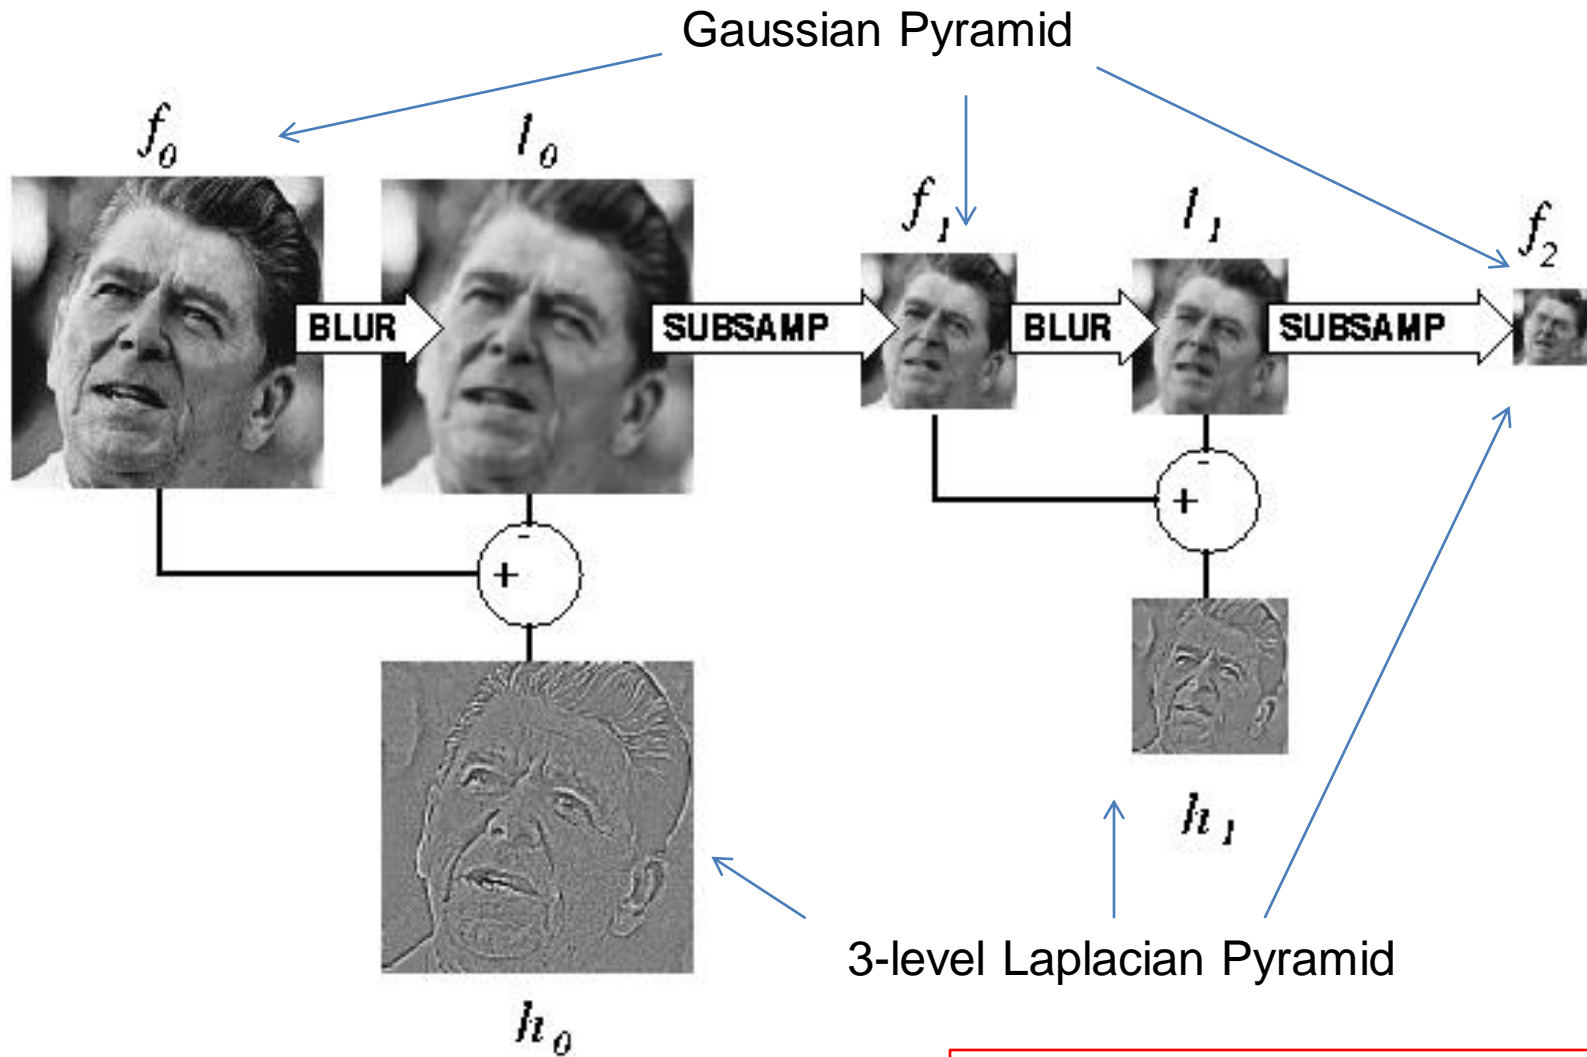 Gaussian Pyramid
f0
l0
f1
l1
f2
BLUR
SUBSAMP
BLUR
SUBSAMP
-
+
-
+
h1
3-level Laplacian Pyramid
h0